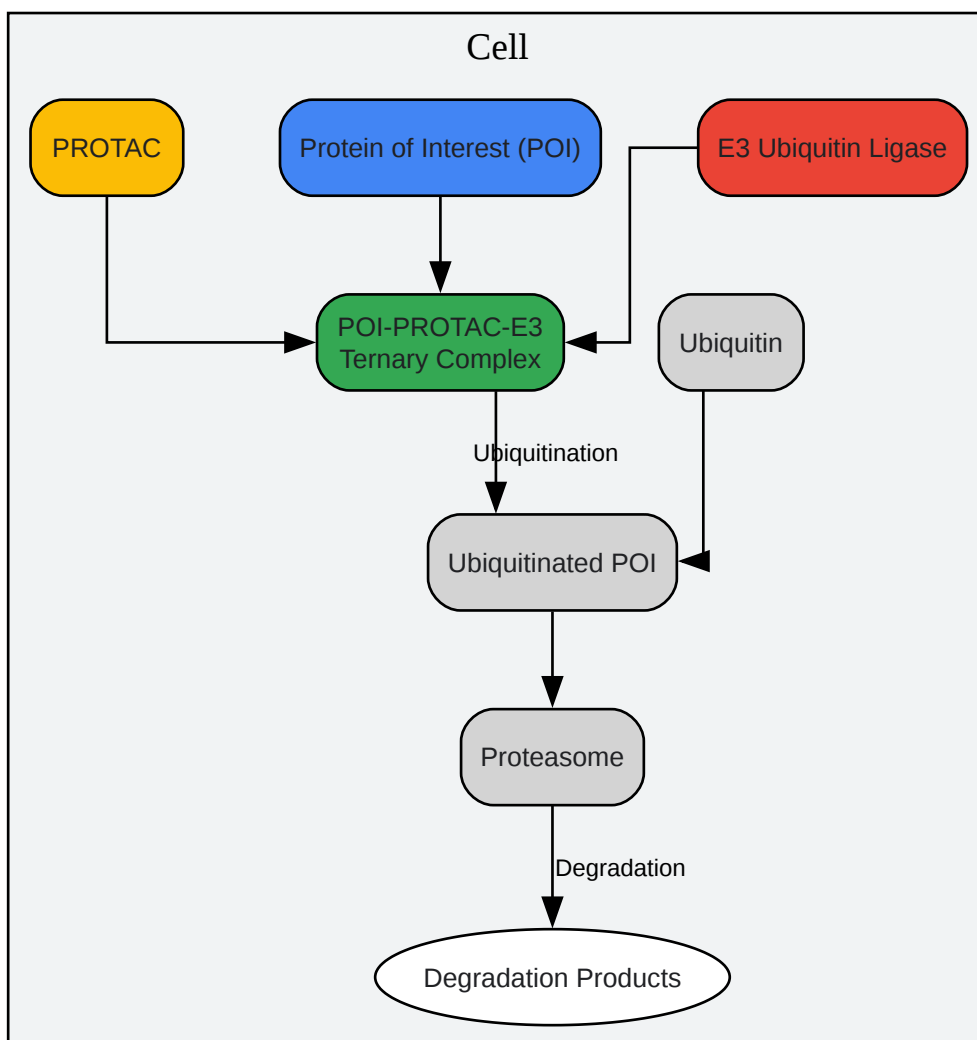 Cell
PROTAC
Protein of Interest (POI)
E3 Ubiquitin Ligase
POI-PROTAC-E3
Ternary Complex
Ubiquitin
Ubiquitination
Ubiquitinated POI
Proteasome
Degradation
Degradation Products